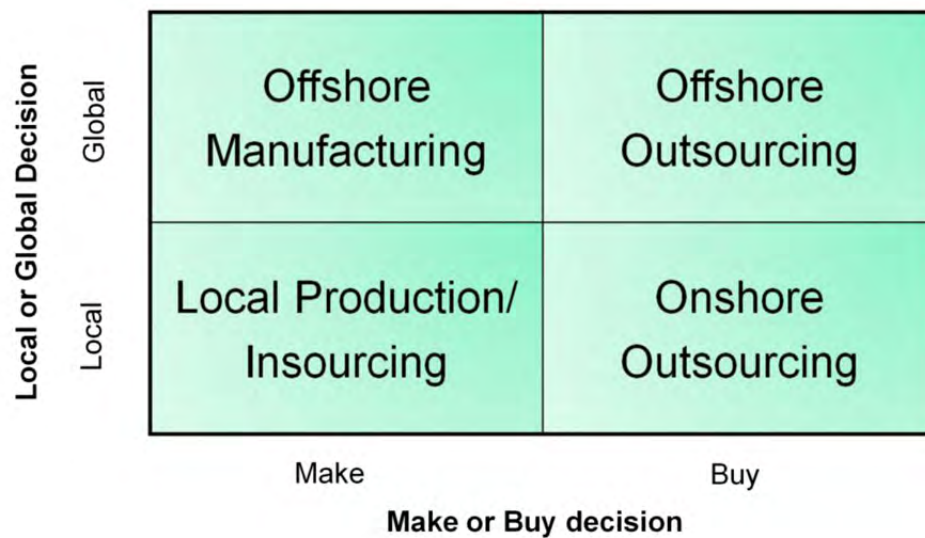 Local or Global Decision
Global
Offshore
Manufacturing
Offshore
Outsourcing
Local
Local Production/
Insourcing
Onshore
Outsourcing
Make
Buy
Make or Buy decision